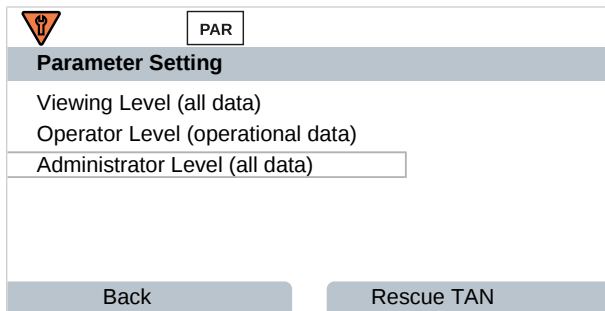 PAR
Parameter Setting
Viewing Level (all data)
Operator Level (operational data)
Administrator Level (all data)
Back
Rescue TAN